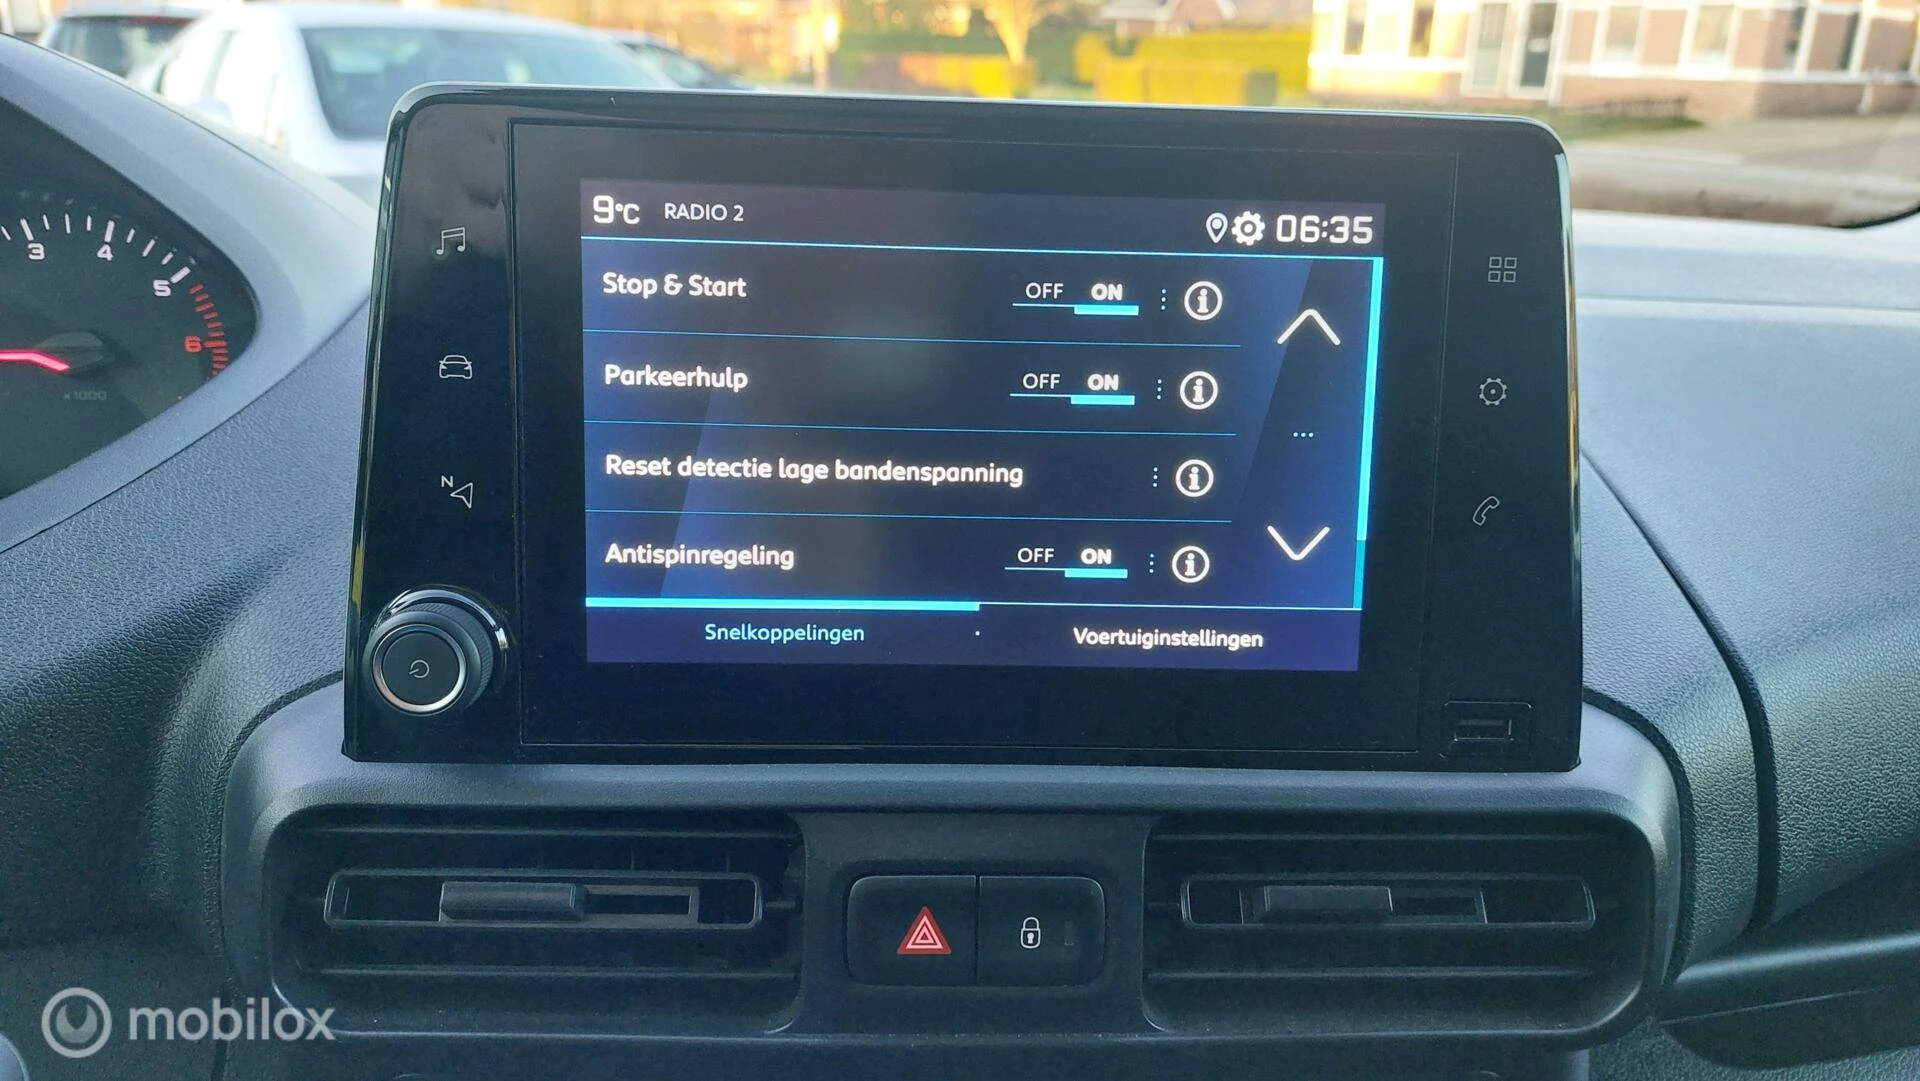 9°C RADIO 2 06:35
Stop & Start OFF ON
Parkeerhulp OFF ON
Reset detectie lage bandenspanning
Antispinregeling OFF ON
Snelkoppelingen Voertuiginstellingen
N
3 4 5 6
x1000
mobilox